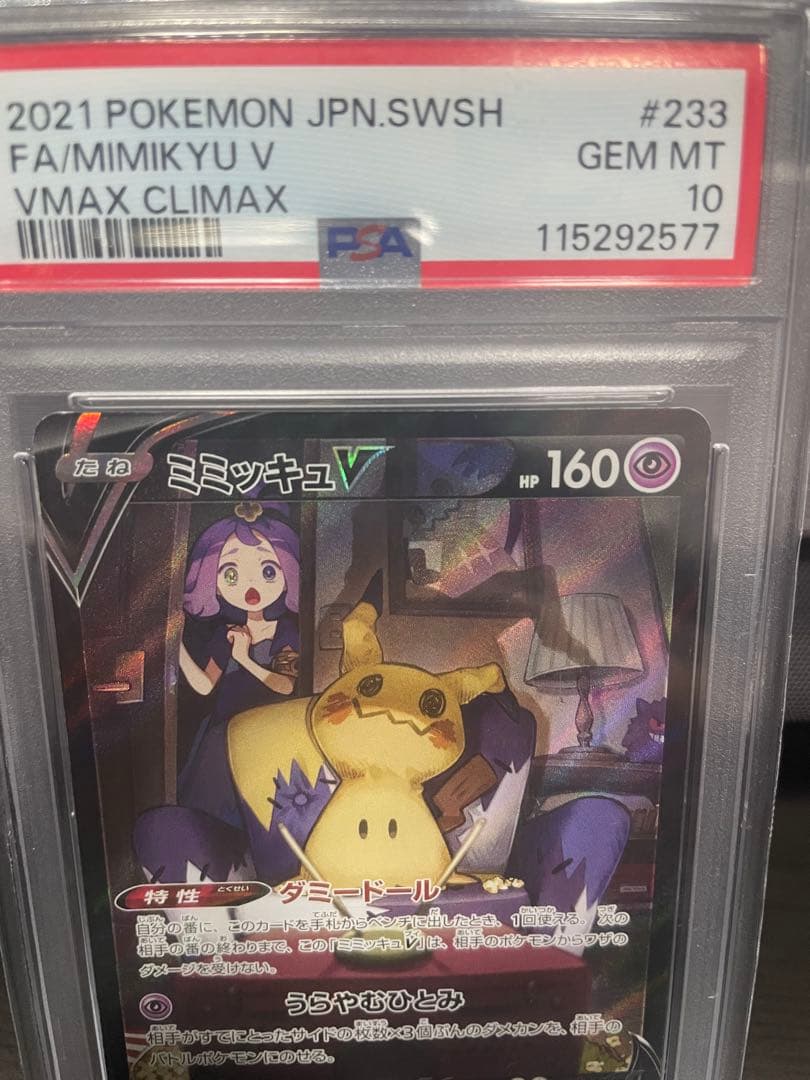 2021 POKEMON JPN.SWSH #233
FA/MIMIKYU V GEM MT
VMAX CLIMAX 10
PSA 115292577
たね ミミッキュV HP 160
特性 とくせい ダミードール
自分の番に、このカードを手札からベンチに出したとき、1回使える。次の
相手の番の終わりまで、この「ミミッキュV」は、相手のポケモンからワザの
ダメージを受けない。
うらやむひとみ
相手がすでにとったサイドの枚数×3個ぶんのダメカンを、相手の
バトルポケモンにのせる。